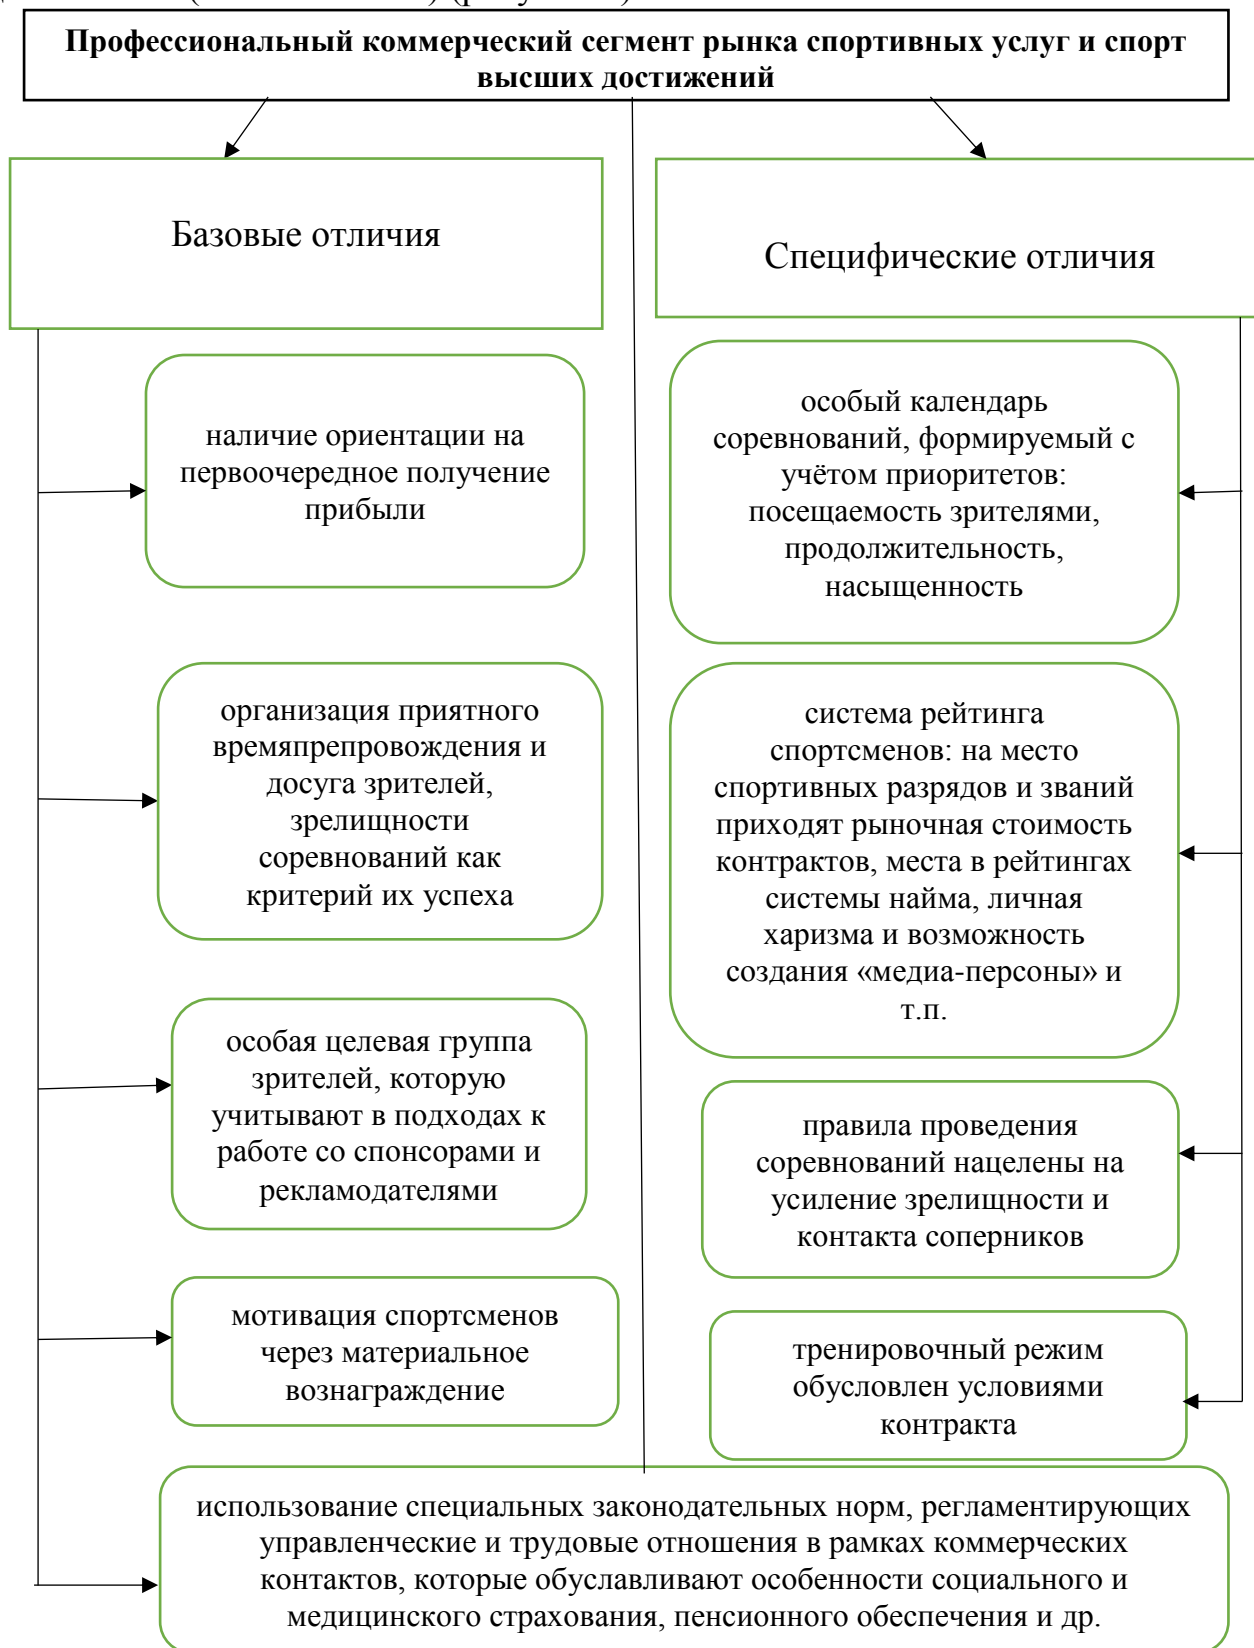 Профессиональный коммерческий сегмент рынка спортивных услуг и спорт
высших достижений
Базовые отличия
наличие ориентации на
первоочередное получение
прибыли
организация приятного
времяпрепровождения и
досуга зрителей,
зрелищности
соревнований как
критерий их успеха
особая целевая группа
зрителей, которую
учитывают в подходах к
работе со спонсорами и
рекламодателями
мотивация спортсменов
через материальное
вознаграждение
использование специальных законодательных норм, регламентирующих
управленческие и трудовые отношения в рамках коммерческих
контактов, которые обуславливают особенности социального и
медицинского страхования, пенсионного обеспечения и др.
Специфические отличия
особый календарь
соревнований, формируемый с
учётом приоритетов:
посещаемость зрителями,
продолжительность,
насыщенность
система рейтинга
спортсменов: на место
спортивных разрядов и званий
приходят рыночная стоимость
контрактов, места в рейтингах
системы найма, личная
харизма и возможность
создания «медиа-персоны» и
т.п.
правила проведения
соревнований нацелены на
усиление зрелищности и
контакта соперников
тренировочный режим
обусловлен условиями
контракта